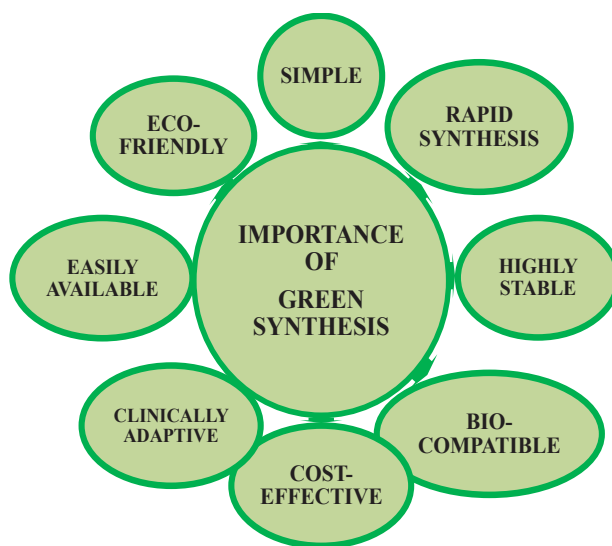 SIMPLE
RAPID
SYNTHESIS
HIGHLY
STABLE
BIO-
COMPATIBLE
COST-
EFFECTIVE
CLINICALLY
ADAPTIVE
EASILY
AVAILABLE
ECO-
FRIENDLY
IMPORTANCE
OF
GREEN
SYNTHESIS